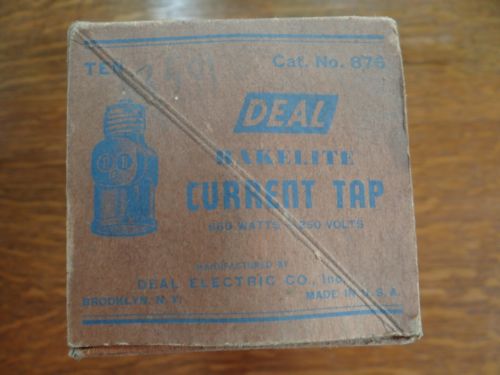 TEN Cat. No. 876
DEAL
BAKELITE
CURRENT TAP
660 WATTS - 250 VOLTS
MANUFACTURED BY
DEAL ELECTRIC CO., Inc.
BROOKLYN, N. Y. MADE IN U.S.A.